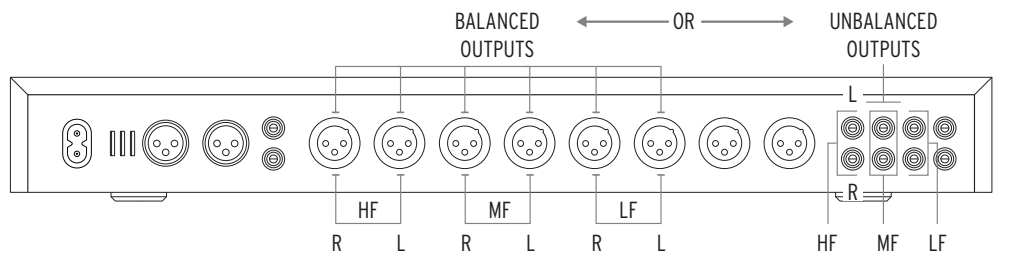 BALANCED OUTPUTS
OR
UNBALANCED OUTPUTS
L
R
HF
MF
LF
R
L
R
L
R
L
HF
MF
LF